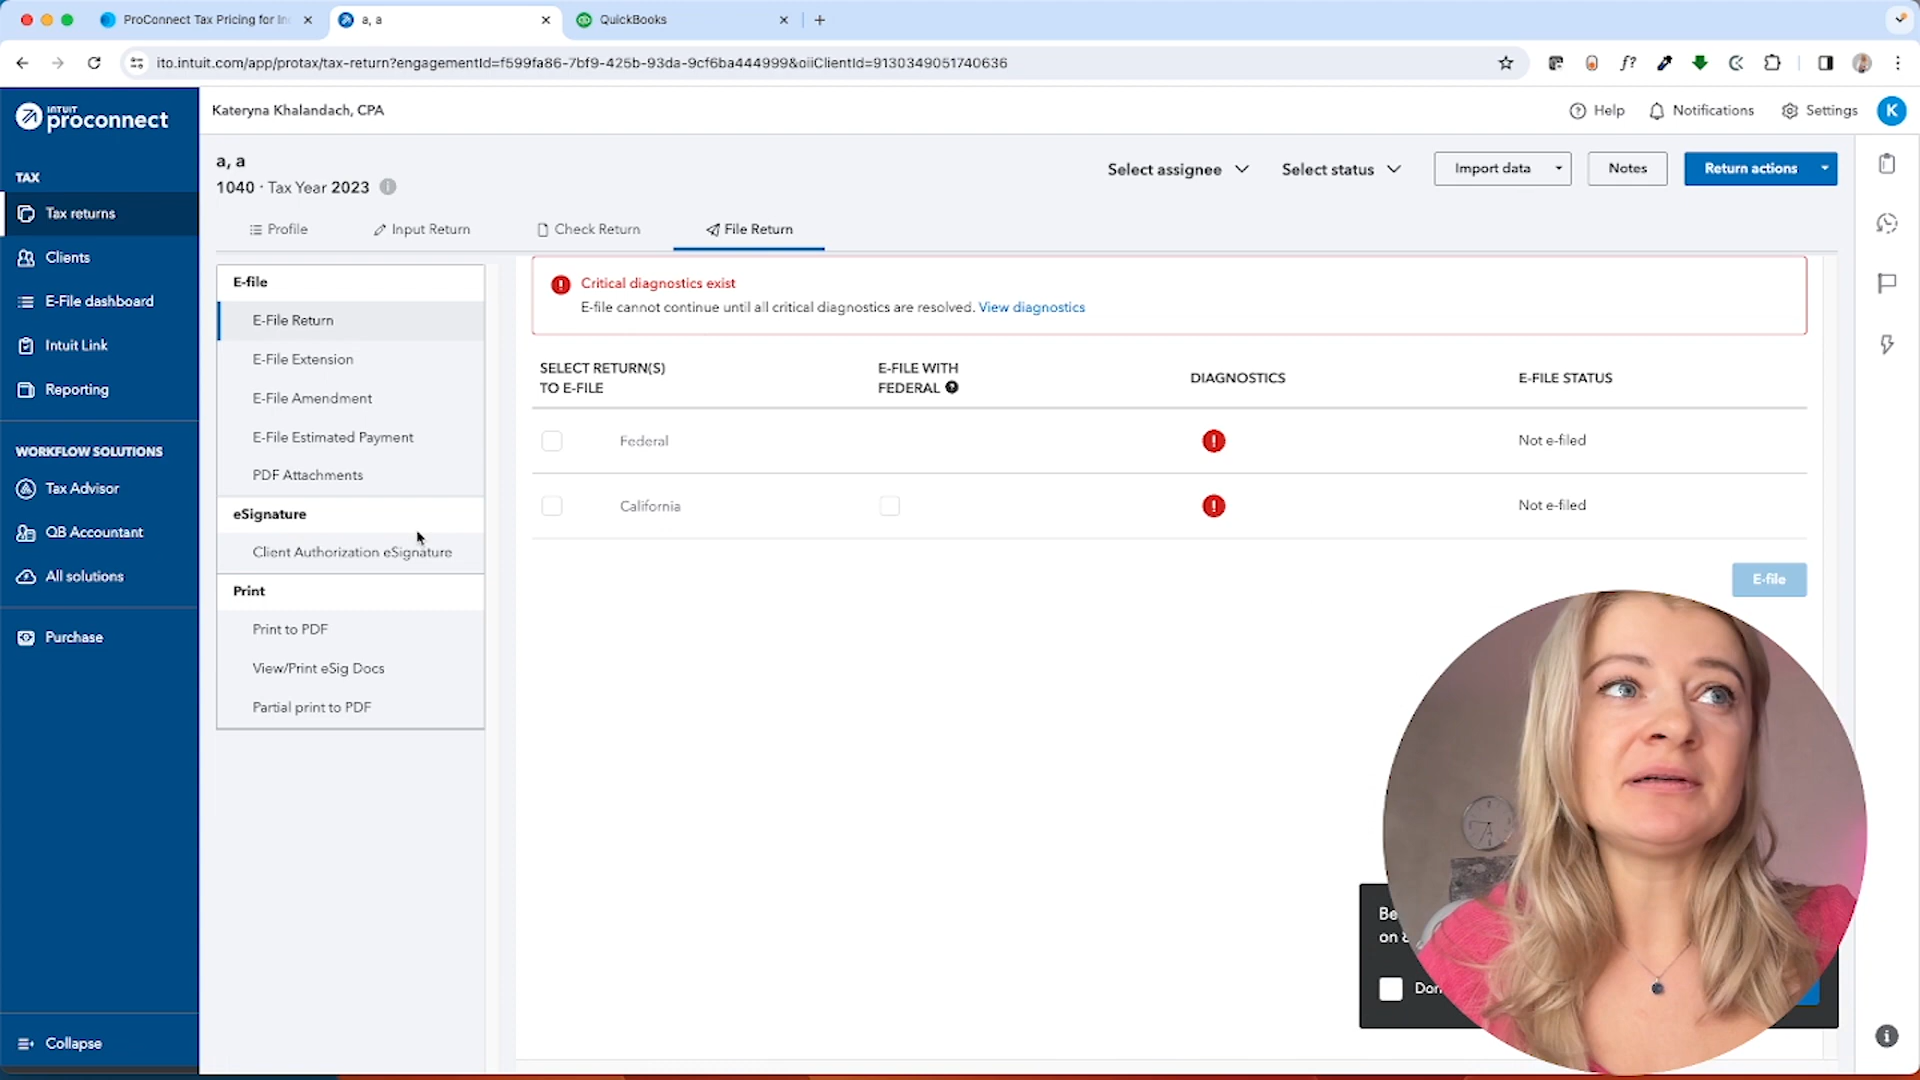 ProConnect Tax Pricing for In
a, a
QuickBooks
ito.intuit.com/app/protax/tax-return?engagementId=f599fa86-7bf9-425b-93da-9cf6ba444999&oiiClientId=9130349051740636
f?
INTUIT
proconnect
Kateryna Khalandach, CPA
Help
Notifications
Settings
K
TAX
Tax returns
Clients
E-File dashboard
Intuit Link
Reporting
WORKFLOW SOLUTIONS
Tax Advisor
QB Accountant
All solutions
Purchase
Collapse
a, a
1040 · Tax Year 2023
Select assignee
Select status
Import data
Notes
Return actions
Profile
Input Return
Check Return
File Return
E-file
E-File Return
E-File Extension
E-File Amendment
E-File Estimated Payment
PDF Attachments
eSignature
Client Authorization eSignature
Print
Print to PDF
View/Print eSig Docs
Partial print to PDF
Critical diagnostics exist
E-file cannot continue until all critical diagnostics are resolved. View diagnostics
SELECT RETURN(S)
TO E-FILE
E-FILE WITH
FEDERAL
DIAGNOSTICS
E-FILE STATUS
Federal
Not e-filed
California
Not e-filed
E-file
Be
on
Don